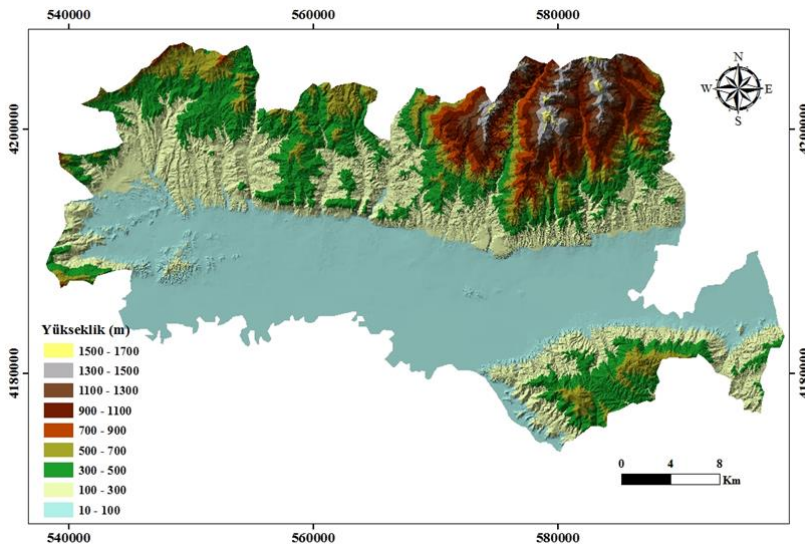 540000 560000 580000
N
W E
S
4200000 4200000
4180000 4180000
Yükseklik (m)
1500 - 1700
1300 - 1500
1100 - 1300
900 - 1100
700 - 900
500 - 700
300 - 500
100 - 300
10 - 100
0 4 8
Km
540000 560000 580000